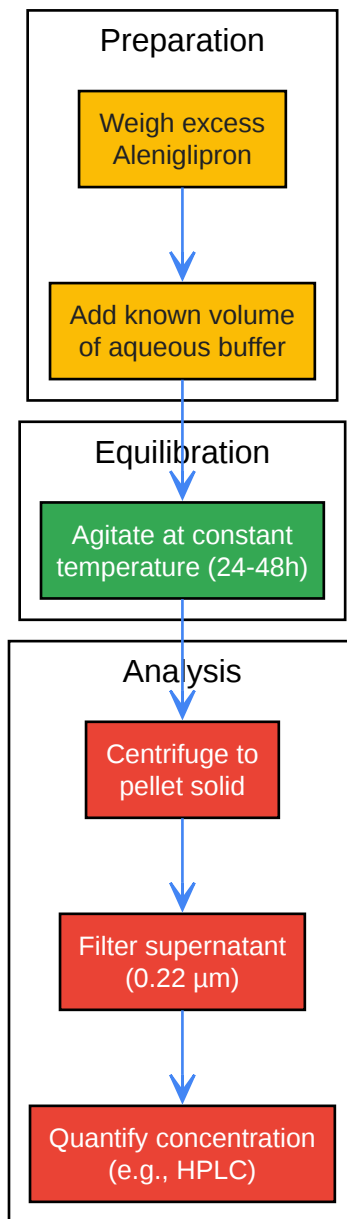 Preparation
Weigh excess
Aleniglipron
Add known volume
of aqueous buffer
Equilibration
Agitate at constant
temperature (24-48h)
Analysis
Centrifuge to
pellet solid
Filter supernatant
(0.22 µm)
Quantify concentration
(e.g., HPLC)